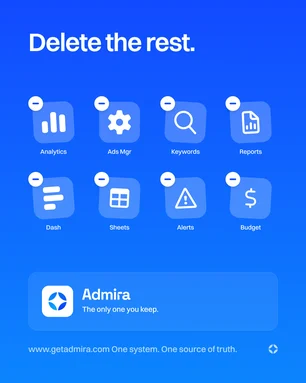 Delete the rest.
Analytics
Ads Mgr
Keywords
Reports
Dash
Sheets
Alerts
Budget
Admira
The only one you keep.
www.getadmira.com One system. One source of truth.